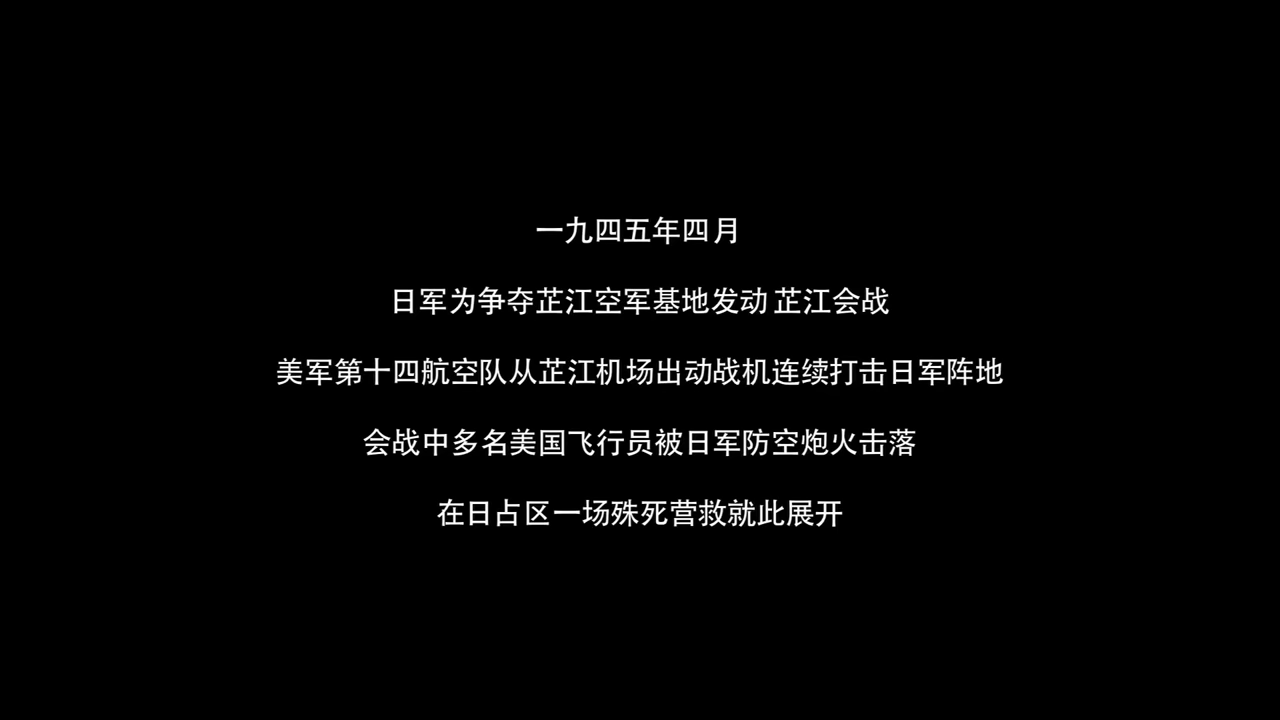 一九四五年四月
日军为争夺芷江空军基地发动芷江会战
美军第十四航空队从芷江机场出动战机连续打击日军阵地
会战中多名美国飞行员被日军防空炮火击落
在日占区一场殊死营救就此展开